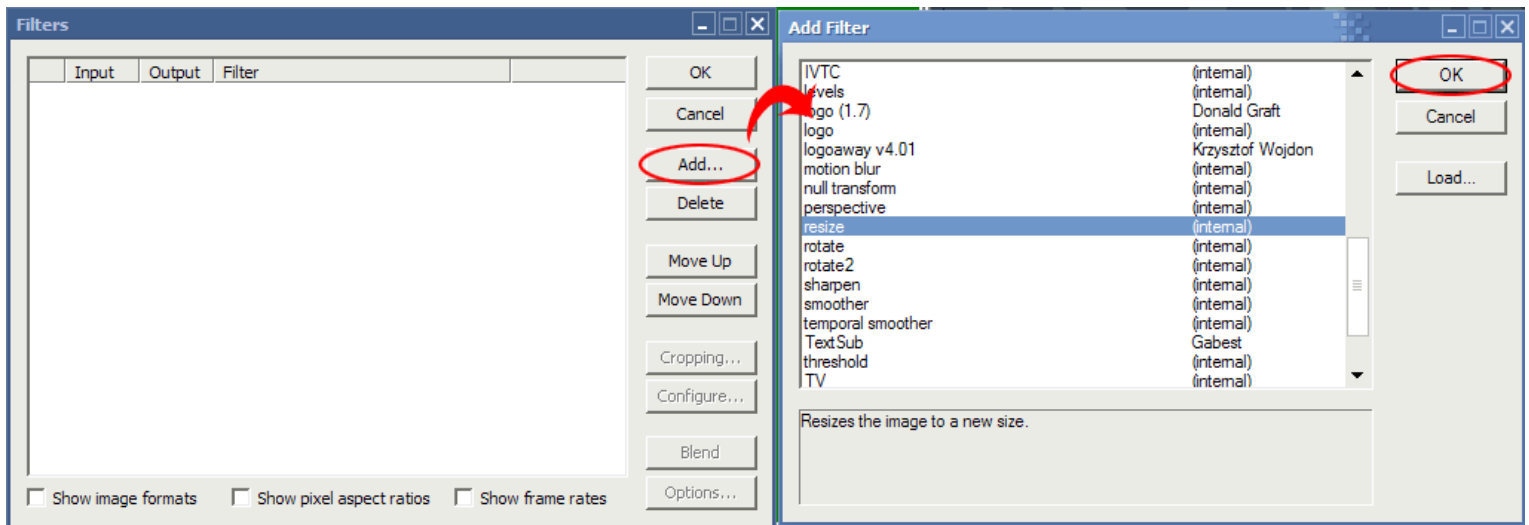 Filters
Input Output Filter
OK
Cancel
Add...
Delete
Move Up
Move Down
Cropping...
Configure...
Blend
Options...
Show image formats Show pixel aspect ratios Show frame rates
Add Filter
IVTC (internal)
levels (internal)
logo (1.7) Donald Graft
logo (internal)
logoaway v4.01 Krzysztof Wojdon
motion blur (internal)
null transform (internal)
perspective (internal)
resize (internal)
rotate (internal)
rotate2 (internal)
sharpen (internal)
smoother (internal)
temporal smoother (internal)
TextSub Gabest
threshold (internal)
TV (internal)
OK
Cancel
Load...
Resizes the image to a new size.